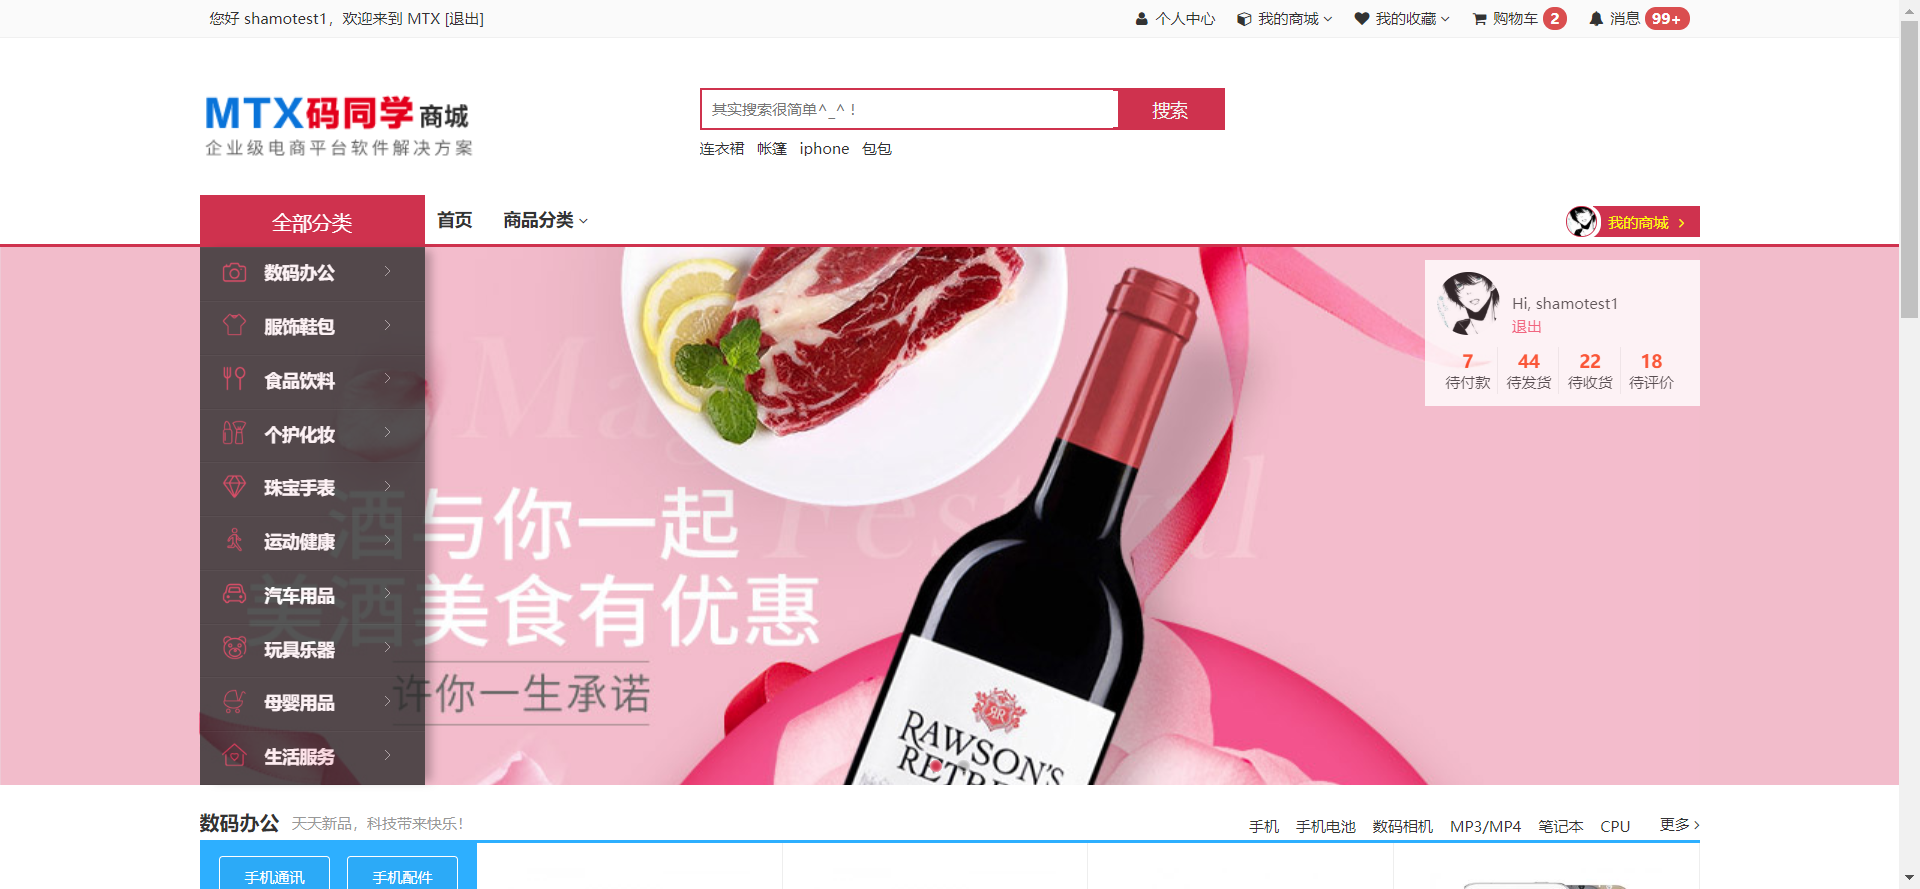 您好 shamotest1，欢迎来到 MTX [退出]
个人中心 我的商城 我的收藏 购物车 2 消息 99+
MTX码同学商城
企业级电商平台软件解决方案
其实搜索很简单^_^！
搜索
连衣裙 帐篷 iphone 包包
全部分类 首页 商品分类
我的商城
数码办公
服饰鞋包
食品饮料
个护化妆
珠宝手表
运动健康
汽车用品
玩具乐器
母婴用品
生活服务
酒与你一起
美酒美食有优惠
许你一生承诺
RAWSON'S
Hi, shamotest1
退出
7 44 22 18
待付款 待发货 待收货 待评价
数码办公 天天新品，科技带来快乐！
手机 手机电池 数码相机 MP3/MP4 笔记本 CPU 更多
手机通讯 手机配件